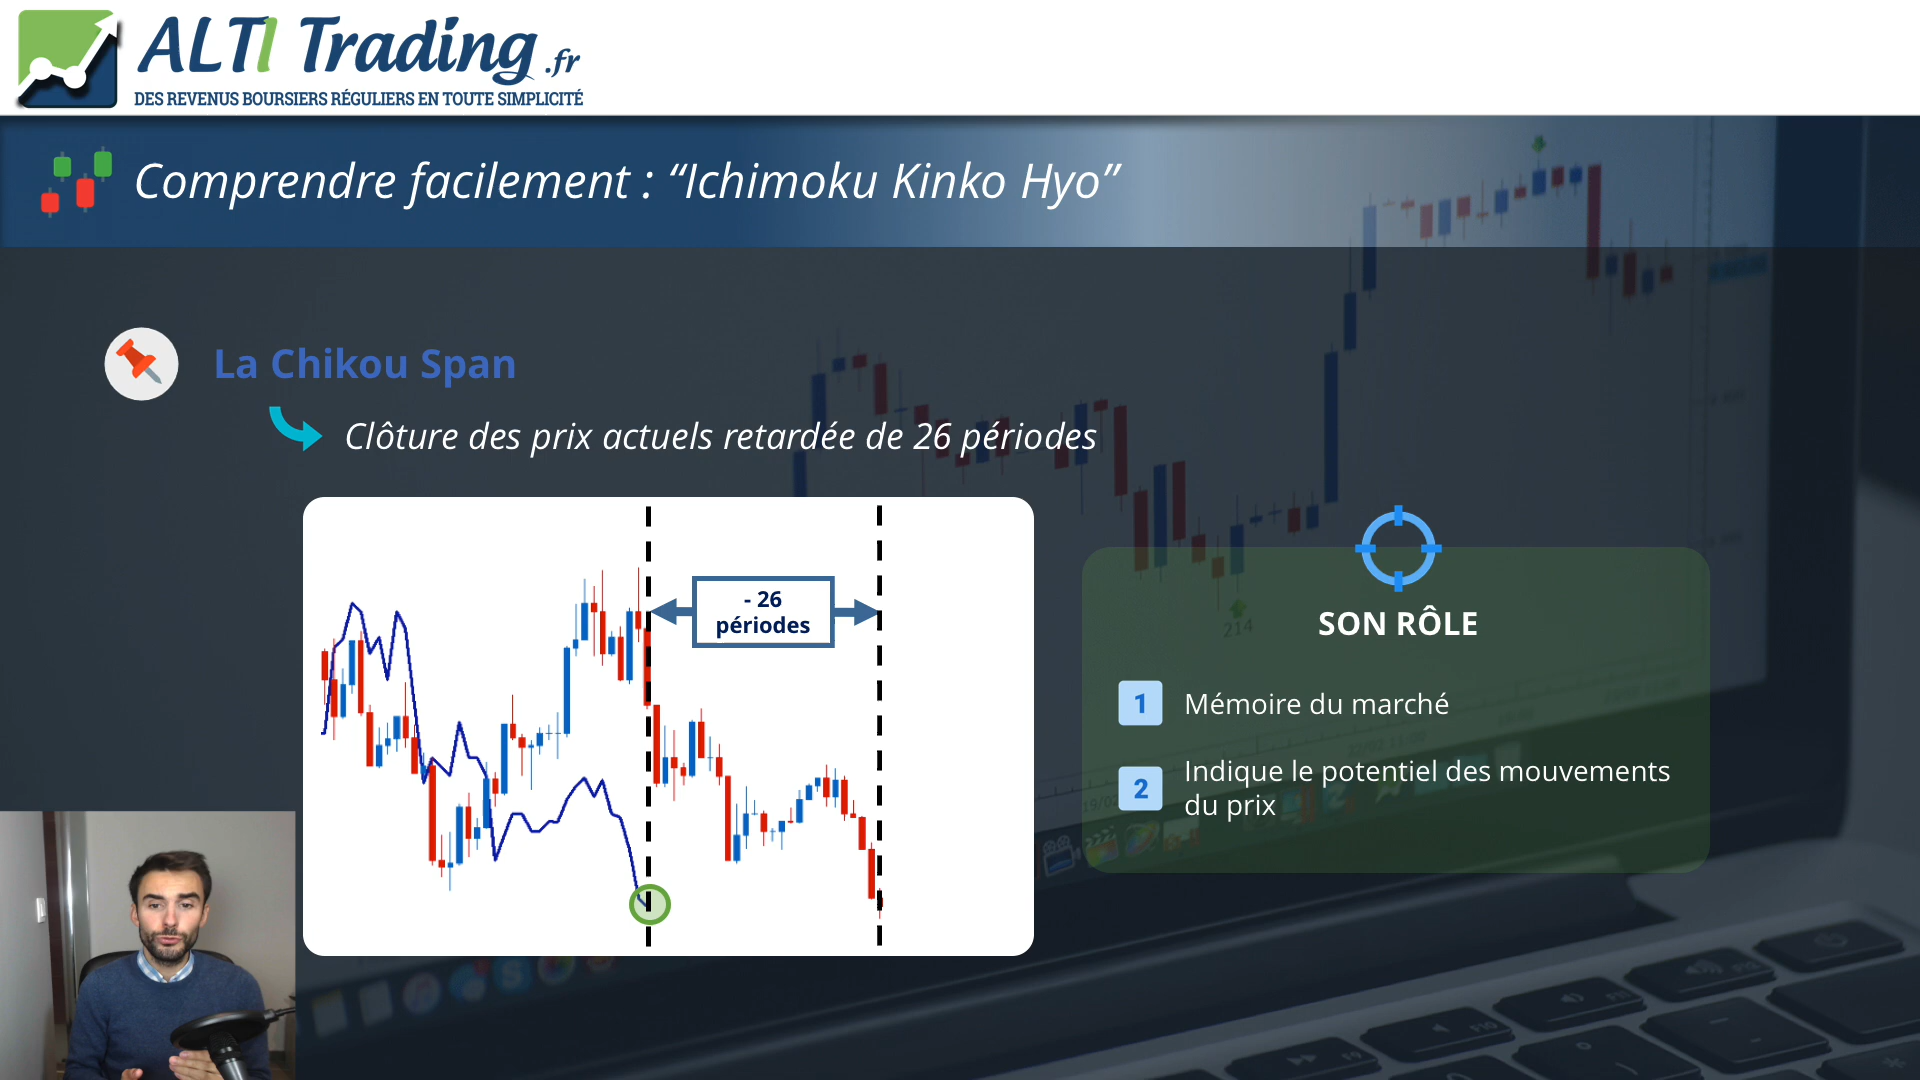 ALTI Trading .fr
DES REVENUS BOURSIERS RÉGULIERS EN TOUTE SIMPLICITÉ
Comprendre facilement : “Ichimoku Kinko Hyo”
La Chikou Span
Clôture des prix actuels retardée de 26 périodes
- 26
périodes
214
SON RÔLE
1 Mémoire du marché
2 Indique le potentiel des mouvements
du prix